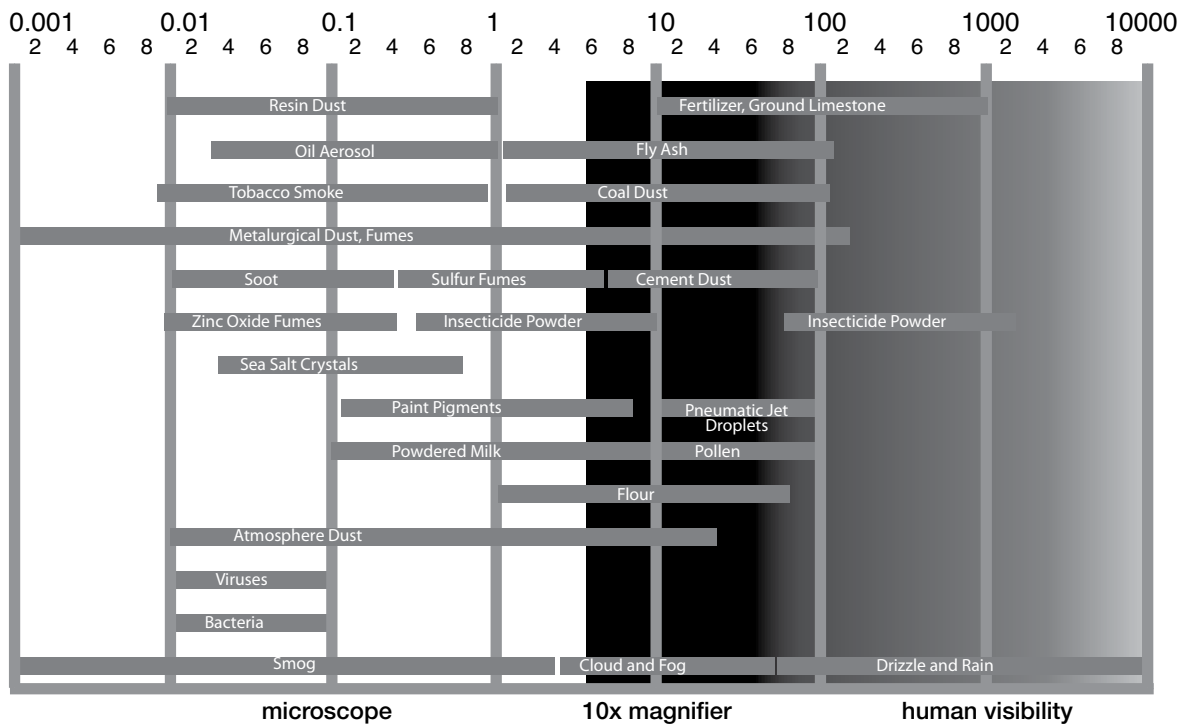 0.001 0.01 0.1 1 10 100 1000 10000
2 4 6 8 2 4 6 8 2 4 6 8 2 4 6 8 2 4 6 8 2 4 6 8 2 4 6 8
Resin Dust Fertilizer, Ground Limestone
Oil Aerosol Fly Ash
Tobacco Smoke Coal Dust
Metalurgical Dust, Fumes
Soot Sulfur Fumes Cement Dust
Zinc Oxide Fumes Insecticide Powder Insecticide Powder
Sea Salt Crystals
Paint Pigments Pneumatic Jet
Droplets
Powdered Milk Pollen
Flour
Atmosphere Dust
Viruses
Bacteria
Smog Cloud and Fog Drizzle and Rain
microscope 10x magnifier human visibility